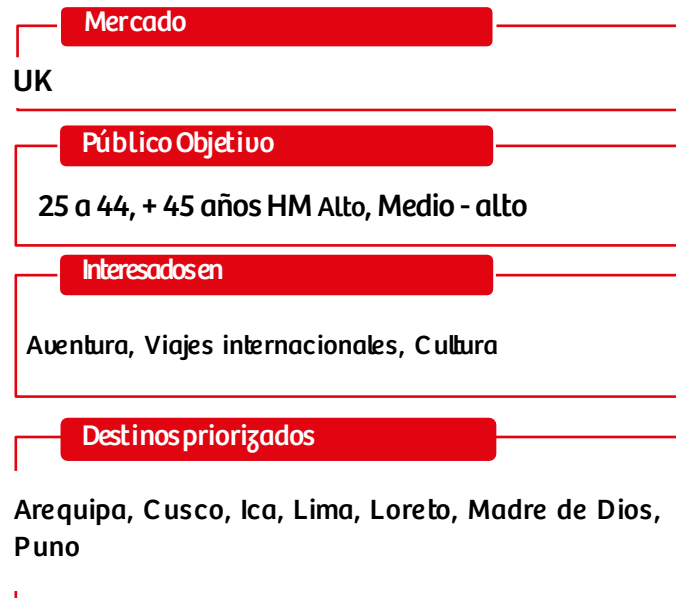 Mercado
UK
Público Objetivo
25 a 44, + 45 años HM Alto, Medio - alto
Interesados en
Aventura, Viajes internacionales, Cultura
Destinos priorizados
Arequipa, Cusco, Ica, Lima, Loreto, Madre de Dios,
Puno